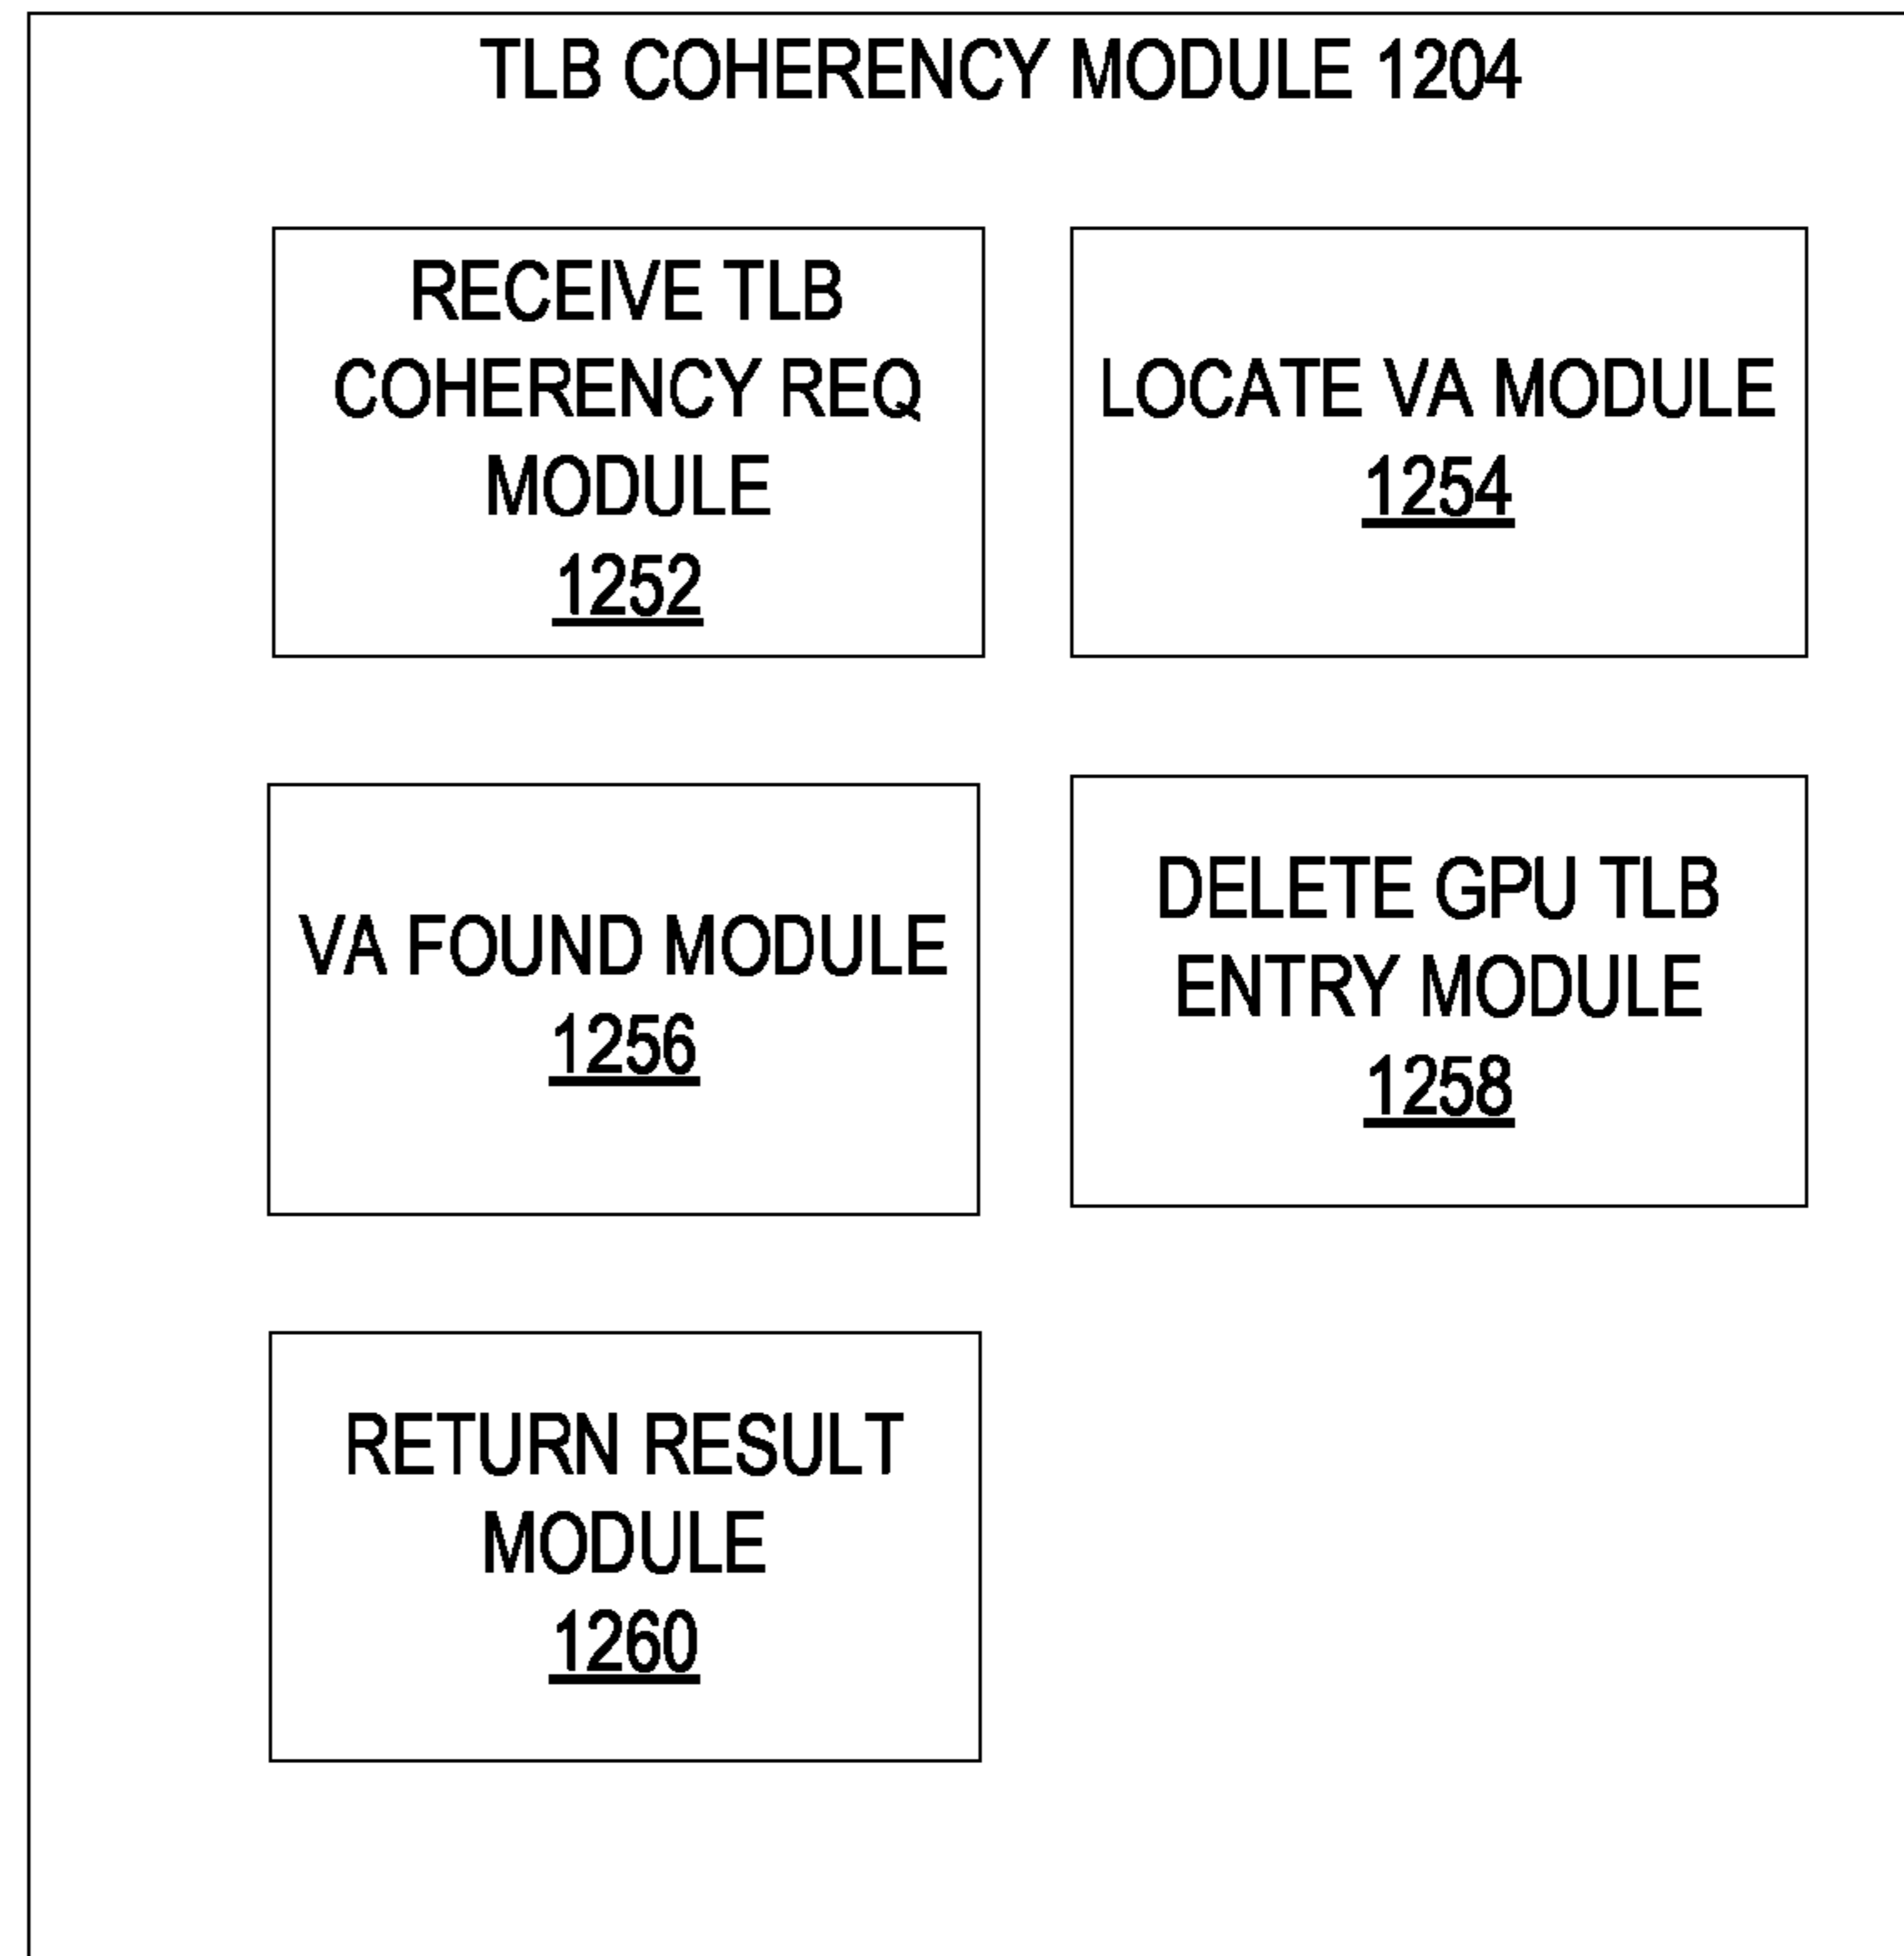 TLB COHERENCY MODULE 1204
RECEIVE TLB
COHERENCY REQ
MODULE
1252
LOCATE VA MODULE
1254
VA FOUND MODULE
1256
DELETE GPU TLB
ENTRY MODULE
1258
RETURN RESULT
MODULE
1260